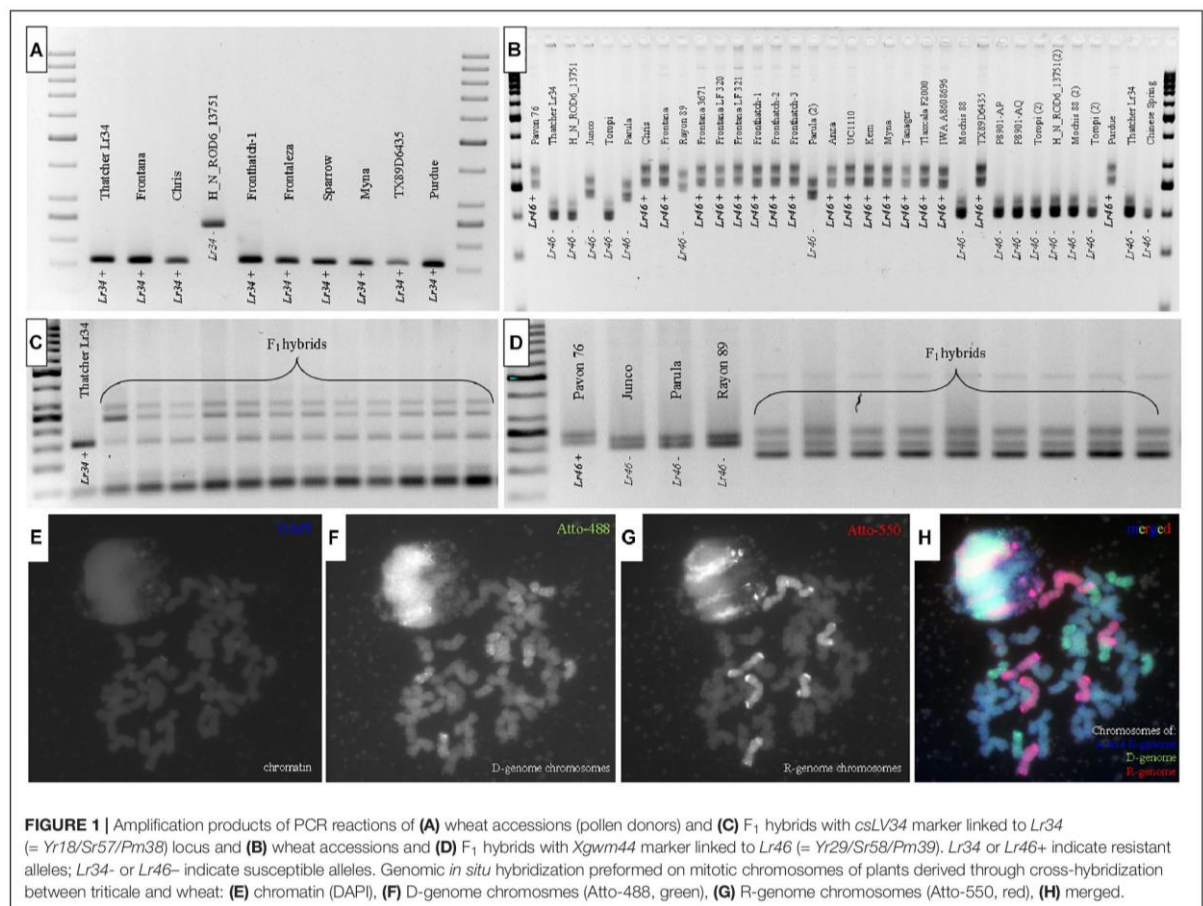 A
Thatcher Lr34
Frontana
Chris
H_N_ROD6_13751
Fronthatch-1
Frontaleza
Sparrow
Myna
TX89D6435
Purdue
Lr34 +
Lr34 +
Lr34 +
Lr34 -
Lr34 +
Lr34 +
Lr34 +
Lr34 +
Lr34 +
Lr34 +
B
Pavon 76
Thatcher Lr34
H_N_ROD6_13751
Junco
Toropi
Parula
Chris
Frontana
Rayon 89
Frontana 3671
Frontana LF 320
Frontana LF 321
Fronthatch-1
Fronthatch-2
Fronthatch-3
Parula (2)
Anza
UC1110
Kern
Myna
Tanager
Tlaxcala F2000
IWA A8608696
Mochis 88
TX89D6435
P8901-AP
P8901-AQ
Toropi (2)
H_N_ROD6_13751(2)
Mochis 88 (2)
Toropi (2)
Purdue
Thatcher Lr34
Chinese Spring
Lr46 +
Lr46 -
Lr46 -
Lr46 -
Lr46 -
Lr46 -
Lr46 +
Lr46 +
Lr46 -
Lr46 +
Lr46 +
Lr46 +
Lr46 +
Lr46 +
Lr46 +
Lr46 -
Lr46 +
Lr46 +
Lr46 +
Lr46 +
Lr46 +
Lr46 +
Lr46 +
Lr46 -
Lr46 +
Lr46 -
Lr46 -
Lr46 -
Lr46 -
Lr46 -
Lr46 -
Lr46 +
Lr46 -
Lr46 -
C
Thatcher Lr34
F1 hybrids
Lr34 +
D
Pavon 76
Junco
Parula
Rayon 89
F1 hybrids
Lr46 +
Lr46 -
Lr46 -
Lr46 -
E
DAPI
chromatin
F
Atto-488
D-genome chromosomes
G
Atto-550
R-genome chromosomes
H
merged
Chromosomes of:
D-genome
R-genome
FIGURE 1 | Amplification products of PCR reactions of (A) wheat accessions (pollen donors) and (C) F1 hybrids with csLV34 marker linked to Lr34
(= Yr18/Sr57/Pm38) locus and (B) wheat accessions and (D) F1 hybrids with Xgwm44 marker linked to Lr46 (= Yr29/Sr58/Pm39). Lr34 or Lr46+ indicate resistant
alleles; Lr34- or Lr46– indicate susceptible alleles. Genomic in situ hybridization preformed on mitotic chromosomes of plants derived through cross-hybridization
between triticale and wheat: (E) chromatin (DAPI), (F) D-genome chromosmes (Atto-488, green), (G) R-genome chromosomes (Atto-550, red), (H) merged.